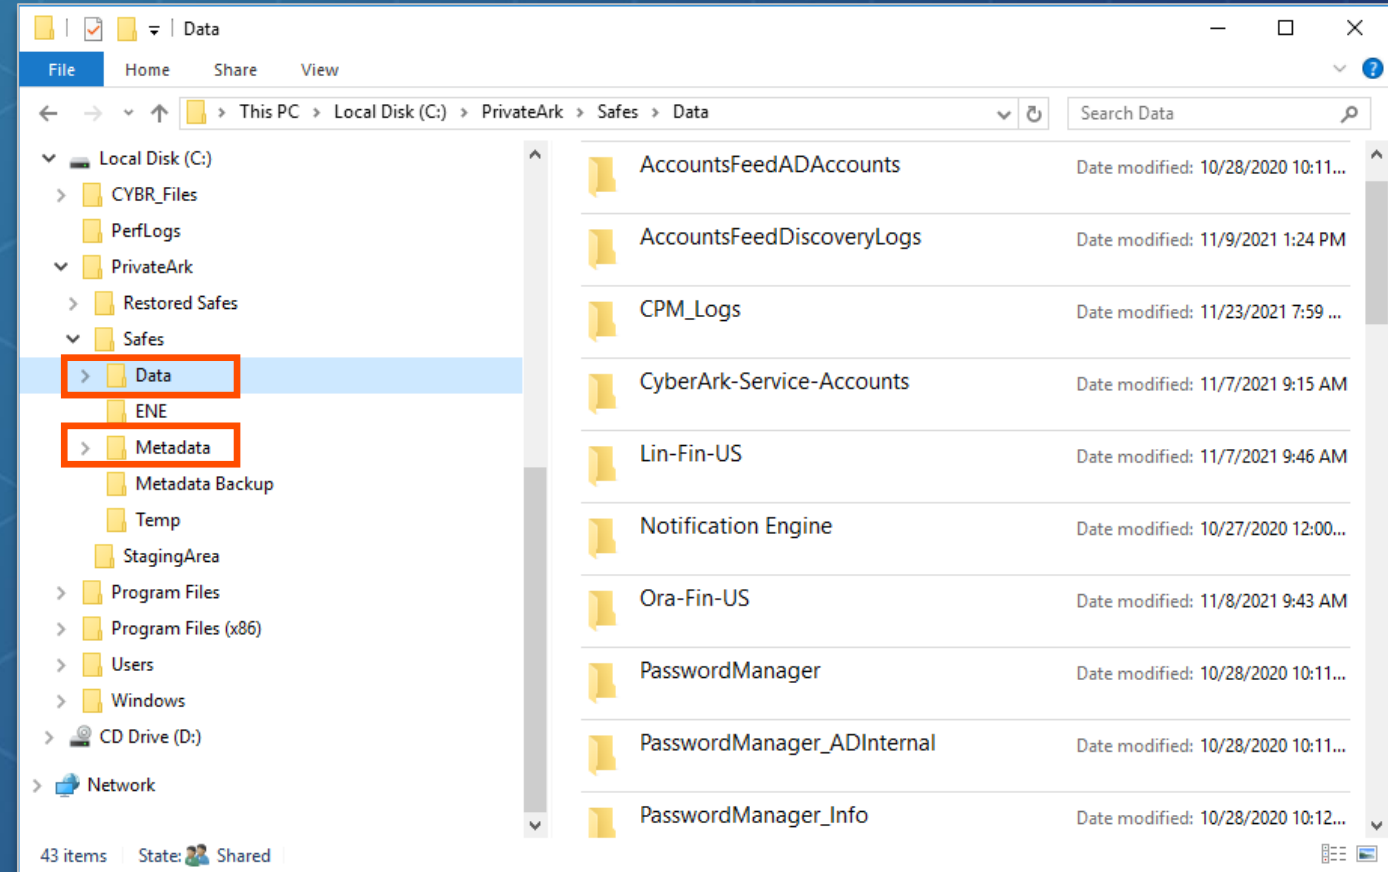 Data
File Home Share View
This PC > Local Disk (C:) > PrivateArk > Safes > Data
Search Data
Local Disk (C:)
CYBR_Files
PerfLogs
PrivateArk
Restored Safes
Safes
Data
ENE
Metadata
Metadata Backup
Temp
StagingArea
Program Files
Program Files (x86)
Users
Windows
CD Drive (D:)
Network
AccountsFeedADAccounts Date modified: 10/28/2020 10:11...
AccountsFeedDiscoveryLogs Date modified: 11/9/2021 1:24 PM
CPM_Logs Date modified: 11/23/2021 7:59 ...
CyberArk-Service-Accounts Date modified: 11/7/2021 9:15 AM
Lin-Fin-US Date modified: 11/7/2021 9:46 AM
Notification Engine Date modified: 10/27/2020 12:00...
Ora-Fin-US Date modified: 11/8/2021 9:43 AM
PasswordManager Date modified: 10/28/2020 10:11...
PasswordManager_ADInternal Date modified: 10/28/2020 10:11...
PasswordManager_Info Date modified: 10/28/2020 10:12...
43 items State: Shared